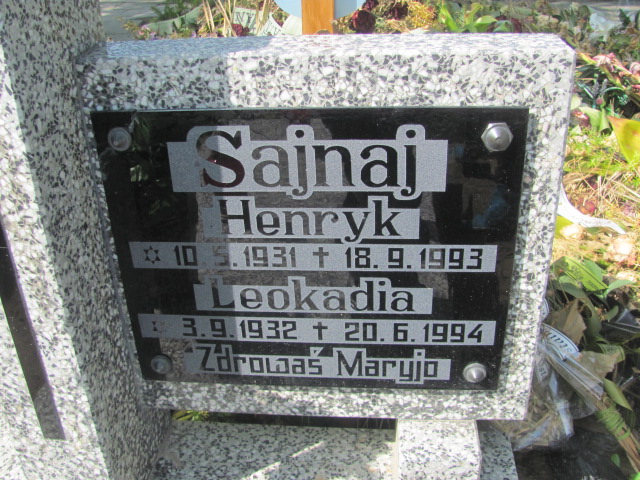 Sajnaj
Henryk
✡ 10.5.1931 ✝ 18.9.1993
Leokadia
3.9.1932 ✝ 20.6.1994
Zdrowaś Maryjo